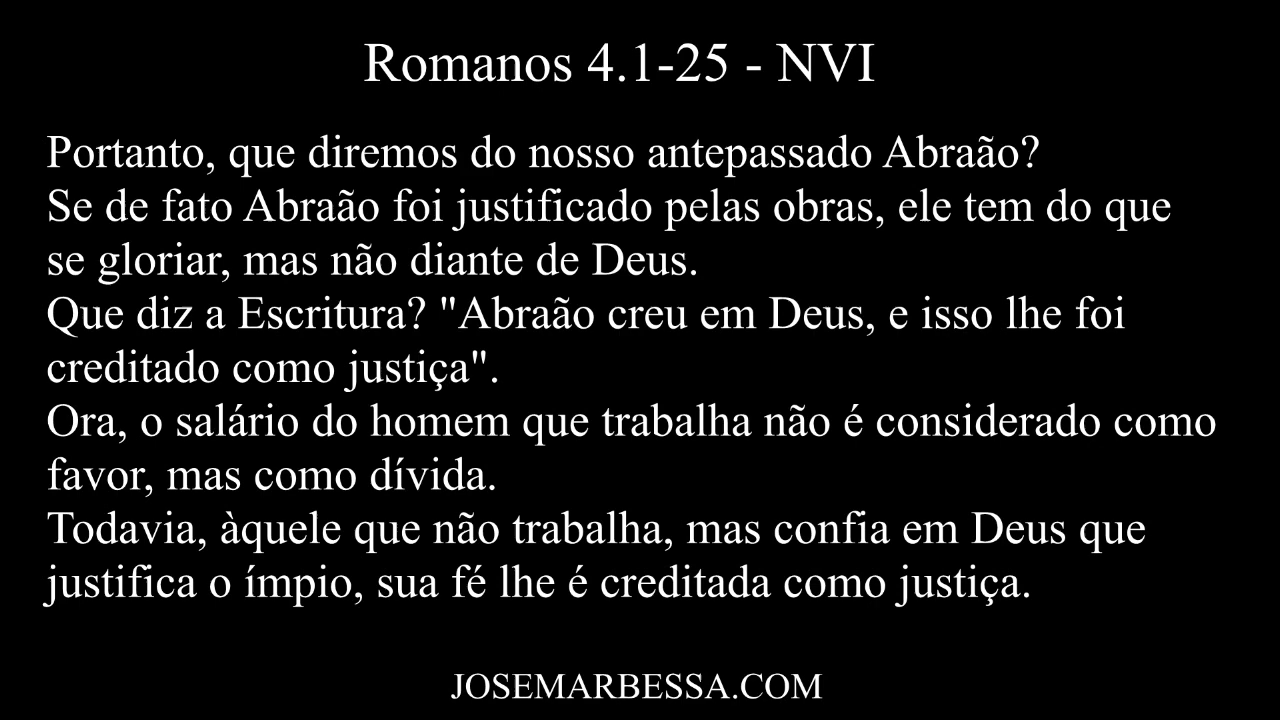 Romanos 4.1-25 - NVI
Portanto, que diremos do nosso antepassado Abraão?
Se de fato Abraão foi justificado pelas obras, ele tem do que
se gloriar, mas não diante de Deus.
Que diz a Escritura? "Abraão creu em Deus, e isso lhe foi
creditado como justiça".
Ora, o salário do homem que trabalha não é considerado como
favor, mas como dívida.
Todavia, àquele que não trabalha, mas confia em Deus que
justifica o ímpio, sua fé lhe é creditada como justiça.
JOSEMARBESSA.COM